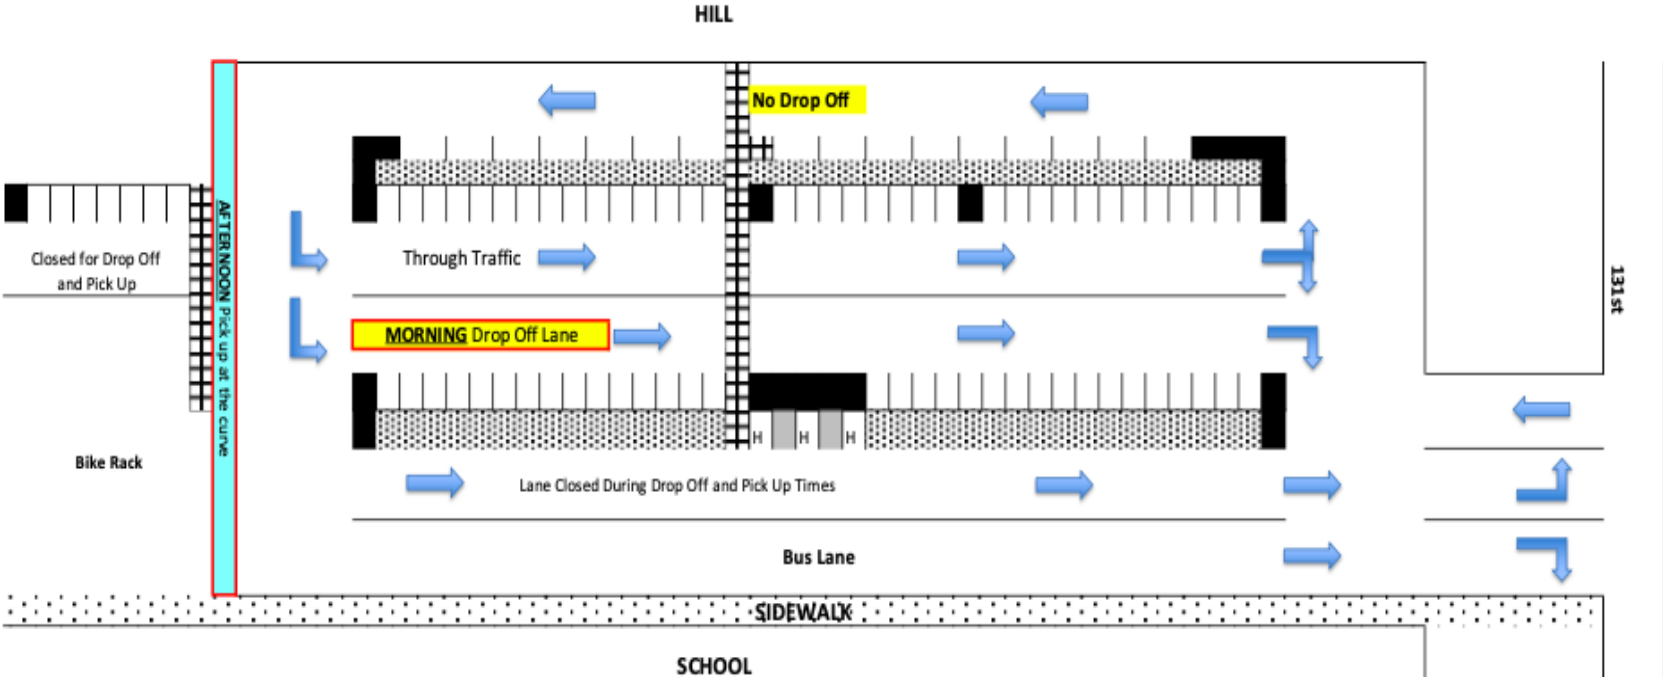 HILL
No Drop Off
AFTERNOON Pick up at the curve
Closed for Drop Off
and Pick Up
Through Traffic
131st
MORNING Drop Off Lane
H H H
Bike Rack
Lane Closed During Drop Off and Pick Up Times
Bus Lane
SIDEWALK
SCHOOL